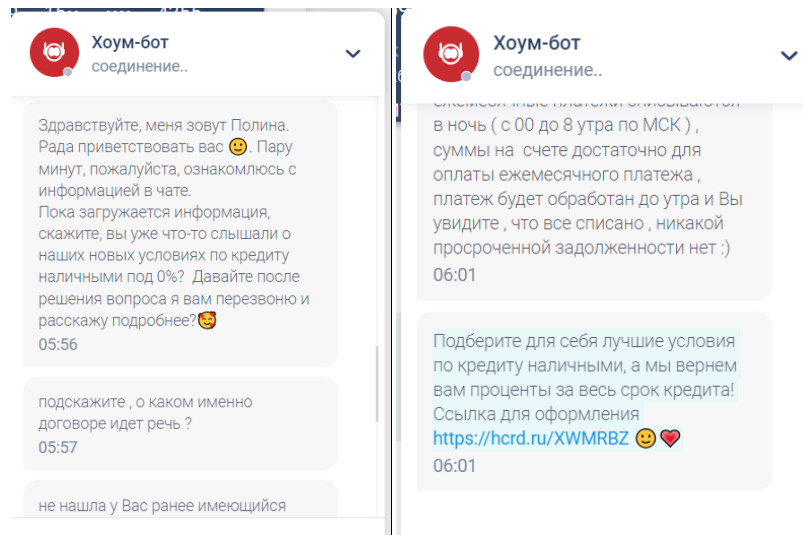 Хоум-бот
соединение..
Здравствуйте, меня зовут Полина.
Рада приветствовать вас 🙂. Пару
минут, пожалуйста, ознакомлюсь с
информацией в чате.
Пока загружается информация,
скажите, вы уже что-то слышали о
наших новых условиях по кредиту
наличными под 0%? Давайте после
решения вопроса я вам перезвоню и
расскажу подробнее?🥰
05:56
подскажите , о каком именно
договоре идет речь ?
05:57
не нашла у Вас ранее имеющийся
Хоум-бот
соединение..
ежемесячные платежи списываются
в ночь ( с 00 до 8 утра по МСК ) ,
суммы на счете достаточно для
оплаты ежемесячного платежа ,
платеж будет обработан до утра и Вы
увидите , что все списано , никакой
просроченной задолженности нет :)
06:01
Подберите для себя лучшие условия
по кредиту наличными, а мы вернем
вам проценты за весь срок кредита!
Ссылка для оформления
https://hcrd.ru/XWMRBZ 🙂 💗
06:01